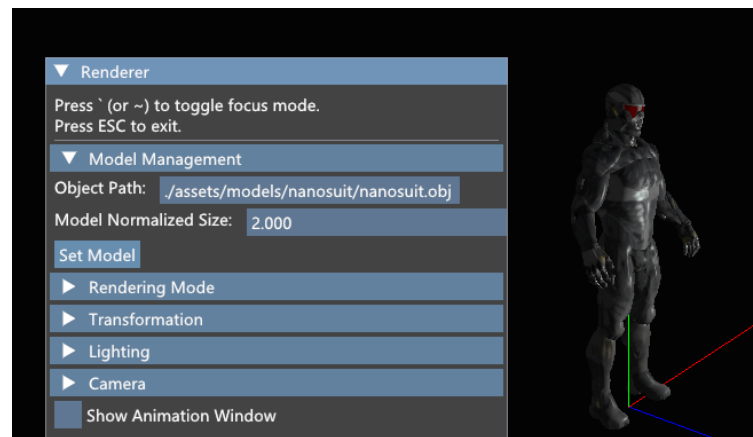 Renderer
Press ` (or ~) to toggle focus mode.
Press ESC to exit.
Model Management
Object Path: ./assets/models/nanosuit/nanosuit.obj
Model Normalized Size: 2.000
Set Model
Rendering Mode
Transformation
Lighting
Camera
Show Animation Window